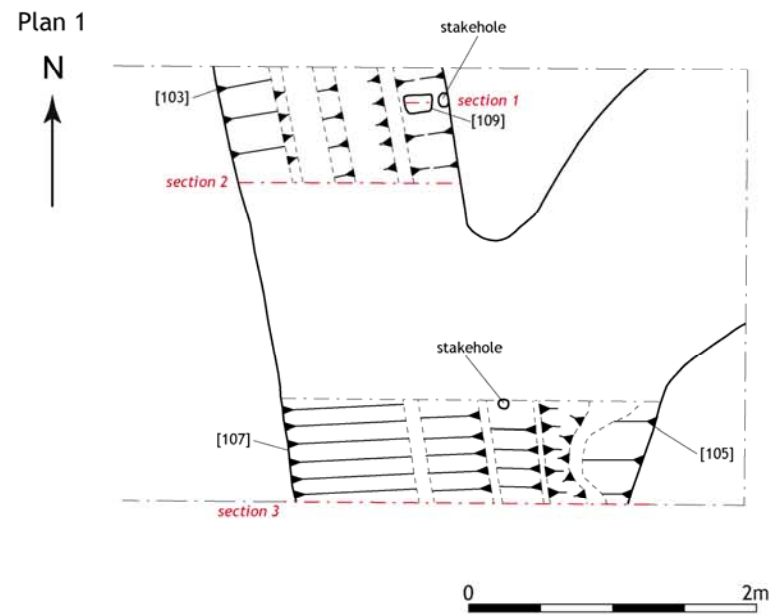 Plan 1
N
stakehole
[103]
section 1
[109]
section 2
stakehole
[107]
[105]
section 3
0 2m